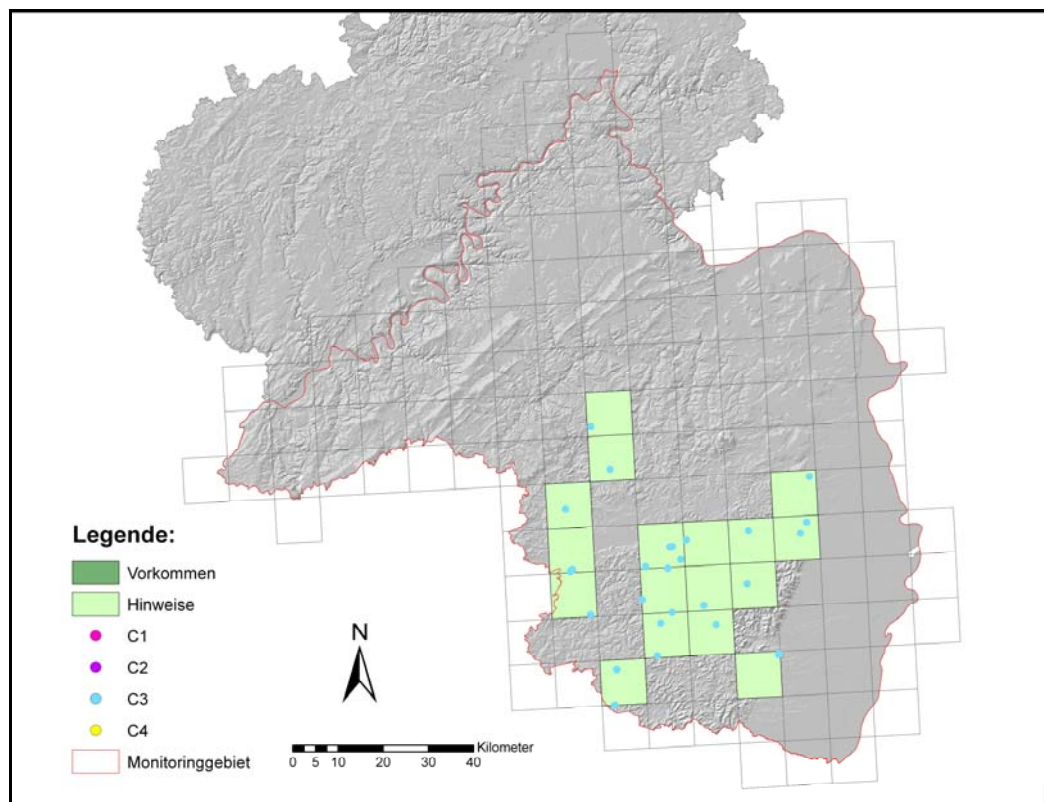 Legende:
Vorkommen
Hinweise
C1
C2
C3
C4
Monitoringgebiet
N
Kilometer
0 5 10 20 30 40